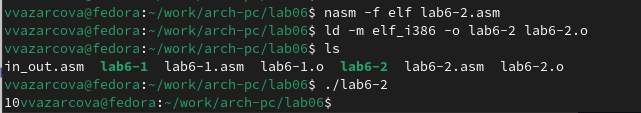 vvazarcova@fedora:~/work/arch-pc/lab06$ nasm -f elf lab6-2.asm
vvazarcova@fedora:~/work/arch-pc/lab06$ ld -m elf_i386 -o lab6-2 lab6-2.o
vvazarcova@fedora:~/work/arch-pc/lab06$ ls
in_out.asm  lab6-1  lab6-1.asm  lab6-1.o  lab6-2  lab6-2.asm  lab6-2.o
vvazarcova@fedora:~/work/arch-pc/lab06$ ./lab6-2
10vvazarcova@fedora:~/work/arch-pc/lab06$